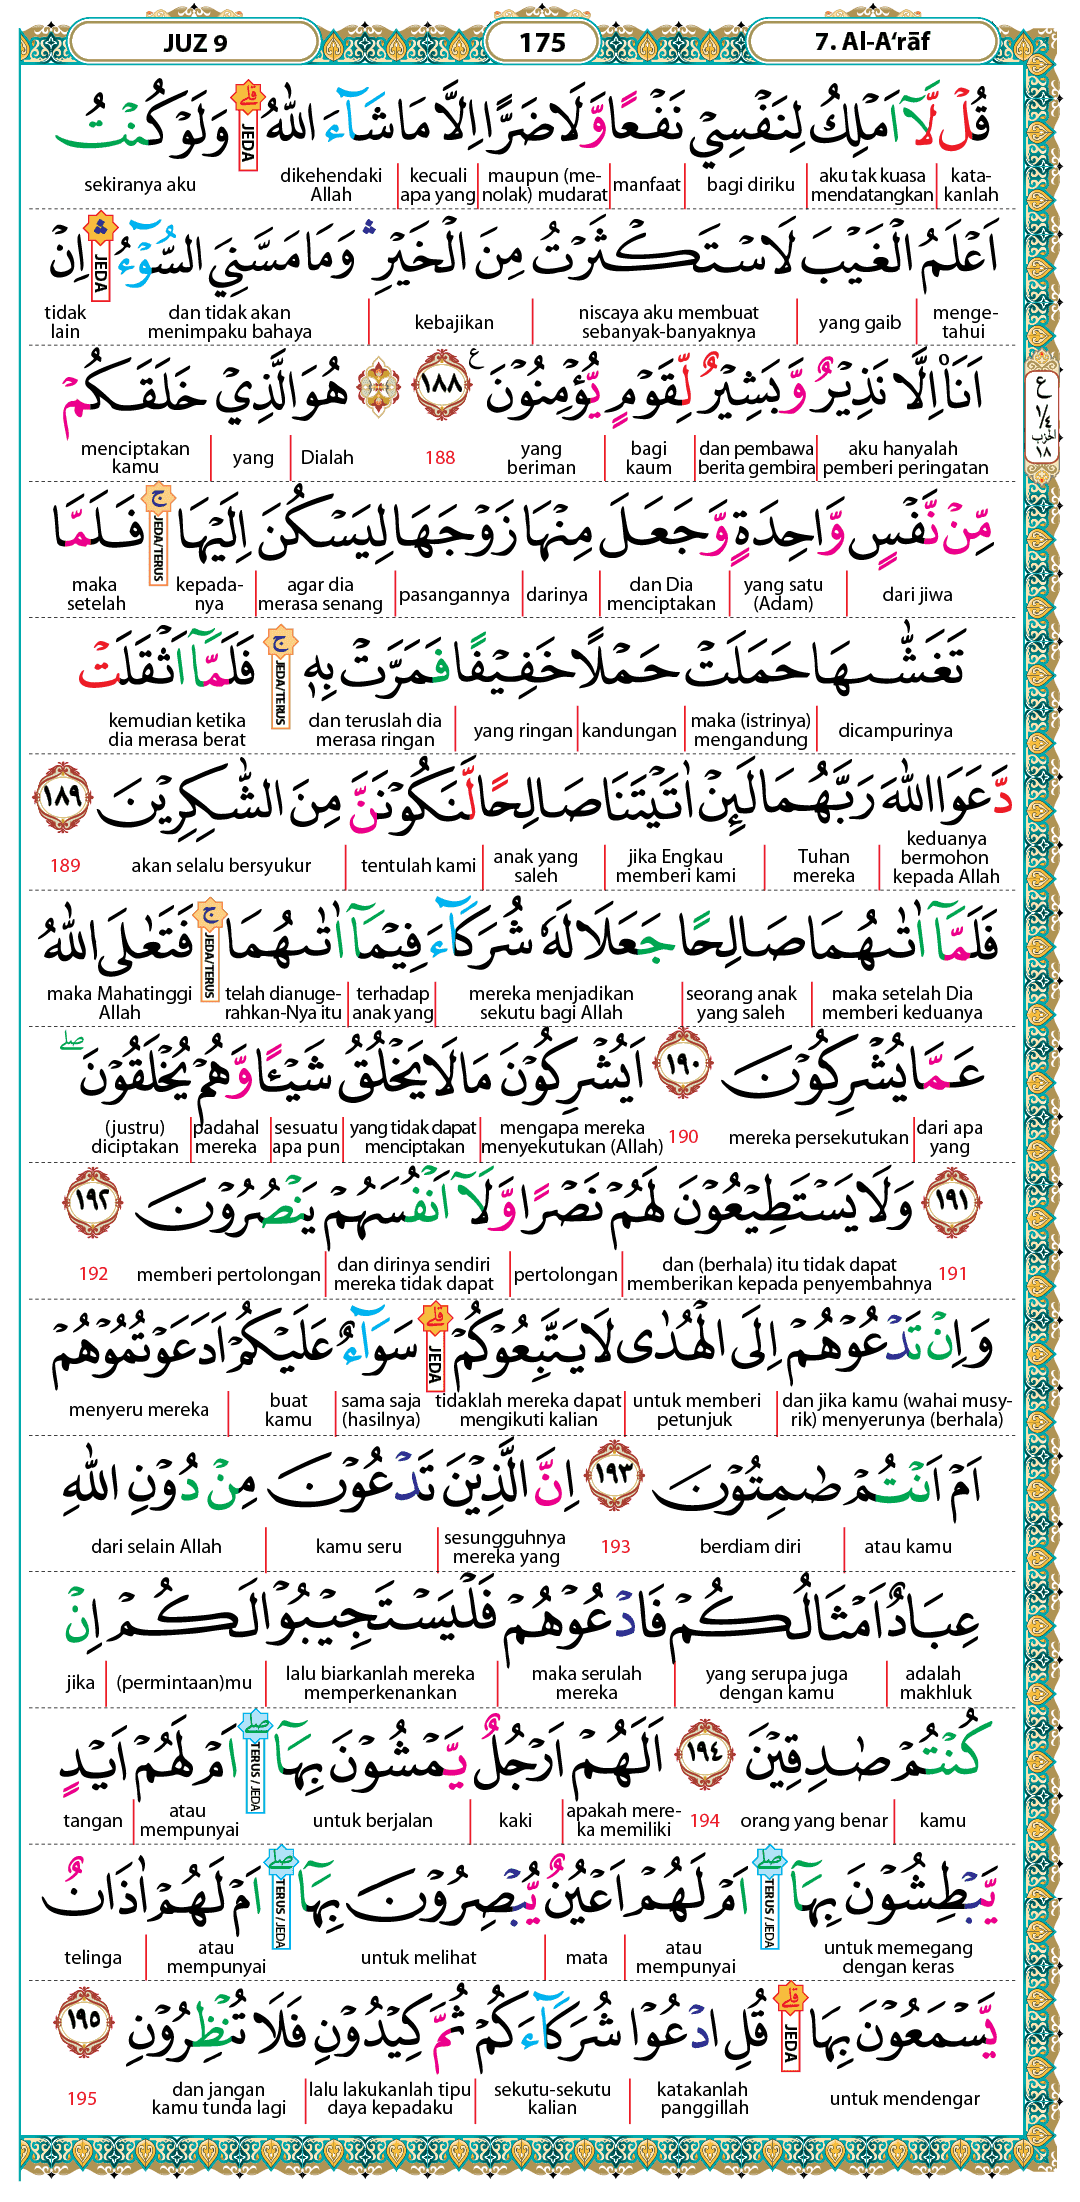 JUZ 9
175
7. Al-A‘rāf
قُلْ لَّآ اَمْلِكُ لِنَفْسِيْ نَفْعًا وَّلَا ضَرًّا اِلَّا مَا شَاۤءَ اللّٰهُ ۗ وَلَوْ كُنْتُ
JEDA
kata-kanlah | aku tak kuasa mendatangkan | bagi diriku | manfaat | maupun (me-nolak) mudarat | kecuali apa yang | dikehendaki Allah | sekiranya aku
اَعْلَمُ الْغَيْبَ لَاسْتَكْثَرْتُ مِنَ الْخَيْرِۛ وَمَا مَسَّنِيَ السُّوْۤءُ ۛ اِنْ
JEDA
menge-tahui | yang gaib | niscaya aku membuat sebanyak-banyaknya | kebajikan | dan tidak akan menimpaku bahaya | tidak lain
اَنَا۠ اِلَّا نَذِيْرٌ وَّبَشِيْرٌ لِّقَوْمٍ يُّؤْمِنُوْنَ ࣖ ١٨٨ هُوَ الَّذِيْ خَلَقَكُمْ
ع ١/٤ الحزب ١٨
aku hanyalah pemberi peringatan | dan pembawa berita gembira | bagi kaum | yang beriman | 188 | Dialah | yang | menciptakan kamu
مِّنْ نَّفْسٍ وَّاحِدَةٍ وَّجَعَلَ مِنْهَا زَوْجَهَا لِيَسْكُنَ اِلَيْهَا ۚ فَلَمَّا
JEDA/TERUS
dari jiwa | yang satu (Adam) | dan Dia menciptakan | darinya | pasangannya | agar dia merasa senang | kepada-nya | maka setelah
تَغَشّٰىهَا حَمَلَتْ حَمْلًا خَفِيْفًا فَمَرَّتْ بِهٖ ۚ فَلَمَّآ اَثْقَلَتْ
JEDA/TERUS
dicampurinya | maka (istrinya) mengandung | kandungan | yang ringan | dan teruslah dia merasa ringan | kemudian ketika dia merasa berat
دَّعَوَا اللّٰهَ رَبَّهُمَا لَىِٕنْ اٰتَيْتَنَا صَالِحًا لَّنَكُوْنَنَّ مِنَ الشّٰكِرِيْنَ ١٨٩
keduanya bermohon kepada Allah | Tuhan mereka | jika Engkau memberi kami | anak yang saleh | tentulah kami | akan selalu bersyukur | 189
فَلَمَّآ اٰتٰىهُمَا صَالِحًا جَعَلَا لَهٗ شُرَكَاۤءَ فِيْمَآ اٰتٰىهُمَا ۚ فَتَعٰلَى اللّٰهُ
JEDA/TERUS
maka setelah Dia memberi keduanya | seorang anak yang saleh | mereka menjadikan sekutu bagi Allah | terhadap anak yang | telah dianuge-rahkan-Nya itu | maka Mahatinggi Allah
عَمَّا يُشْرِكُوْنَ ١٩٠ اَيُشْرِكُوْنَ مَا لَا يَخْلُقُ شَيْـًٔا وَّهُمْ يُخْلَقُوْنَۖ
dari apa yang | mereka persekutukan | 190 | mengapa mereka menyekutukan (Allah) | yang tidak dapat menciptakan | sesuatu apa pun | padahal mereka | (justru) diciptakan
١٩١ وَلَا يَسْتَطِيْعُوْنَ لَهُمْ نَصْرًا وَّلَآ اَنْفُسَهُمْ يَنْصُرُوْنَ ١٩٢
191 | dan (berhala) itu tidak dapat memberikan kepada penyembahnya | pertolongan | dan dirinya sendiri mereka tidak dapat | memberi pertolongan | 192
وَاِنْ تَدْعُوْهُمْ اِلَى الْهُدٰى لَا يَتَّبِعُوْكُمْ ۗ سَوَاۤءٌ عَلَيْكُمْ اَدَعَوْتُمُوْهُمْ
JEDA
dan jika kamu (wahai musy-rik) menyerunya (berhala) | untuk memberi petunjuk | tidaklah mereka dapat mengikuti kalian | sama saja (hasilnya) | buat kamu | menyeru mereka
اَمْ اَنْتُمْ صٰمِتُوْنَ ١٩٣ اِنَّ الَّذِيْنَ تَدْعُوْنَ مِنْ دُوْنِ اللّٰهِ
atau kamu | berdiam diri | 193 | sesungguhnya mereka yang | kamu seru | dari selain Allah
عِبَادٌ اَمْثَالُكُمْ فَادْعُوْهُمْ فَلْيَسْتَجِيْبُوْا لَكُمْ اِنْ
adalah makhluk | yang serupa juga dengan kamu | maka serulah mereka | lalu biarkanlah mereka memperkenankan | (permintaan)mu | jika
كُنْتُمْ صٰدِقِيْنَ ١٩٤ اَلَهُمْ اَرْجُلٌ يَّمْشُوْنَ بِهَآ ۖ اَمْ لَهُمْ اَيْدٍ
TERUS / JEDA
kamu | orang yang benar | 194 | apakah mere-ka memiliki | kaki | untuk berjalan | atau mempunyai | tangan
يَّبْطِشُوْنَ بِهَآ ۖ اَمْ لَهُمْ اَعْيُنٌ يُّبْصِرُوْنَ بِهَآ ۖ اَمْ لَهُمْ اٰذَانٌ
TERUS / JEDA TERUS / JEDA
untuk memegang dengan keras | atau mempunyai | mata | untuk melihat | atau mempunyai | telinga
يَّسْمَعُوْنَ بِهَا ۗ قُلِ ادْعُوْا شُرَكَاۤءَكُمْ ثُمَّ كِيْدُوْنِ فَلَا تُنْظِرُوْنِ ١٩٥
JEDA
untuk mendengar | katakanlah panggillah | sekutu-sekutu kalian | lalu lakukanlah tipu daya kepadaku | dan jangan kamu tunda lagi | 195